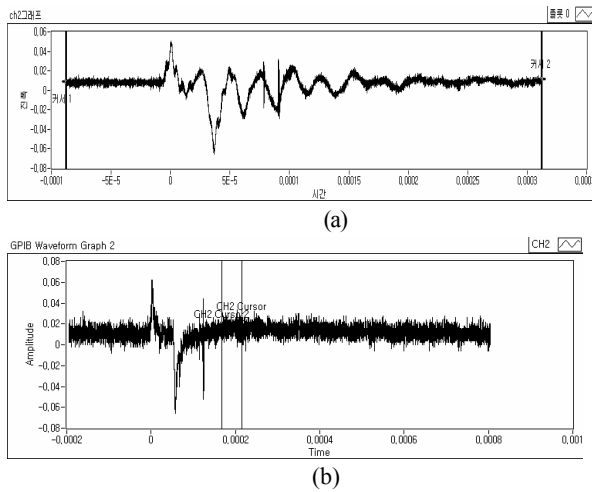 ch2그래프
플롯 0
0,06
0,04
0,02
0
-0,02
-0,04
-0,06
-0,08
진폭
커서 1
커서 2
-0,0001 -5E-5 0 5E-5 0,0001 0,00015 0,0002 0,00025 0,0003
시간
(a)
GPIB Waveform Graph 2
CH2
0,08
0,06
0,04
0,02
0,00
-0,02
-0,04
-0,06
-0,08
Amplitude
CH2 Cursor
CH2 Cursor2
-0,0002 0 0,0002 0,0004 0,0006 0,0008 0,001
Time
(b)